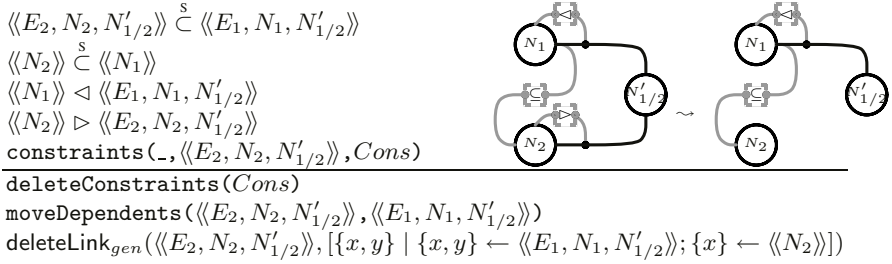 ⟨⟨E₂, N₂, N′₁/₂⟩⟩ ⊂ˢ ⟨⟨E₁, N₁, N′₁/₂⟩⟩
⟨⟨N₂⟩⟩ ⊂ˢ ⟨⟨N₁⟩⟩
⟨⟨N₁⟩⟩ ◁ ⟨⟨E₁, N₁, N′₁/₂⟩⟩
⟨⟨N₂⟩⟩ ▷ ⟨⟨E₂, N₂, N′₁/₂⟩⟩
constraints(_,⟨⟨E₂, N₂, N′₁/₂⟩⟩,Cons)
[◁] [◁]
N₁ N₁
[⊆] N′₁/₂ [⊆] N′₁/₂
[▷] ⇝
N₂ N₂
deleteConstraints(Cons)
moveDependents(⟨⟨E₂, N₂, N′₁/₂⟩⟩,⟨⟨E₁, N₁, N′₁/₂⟩⟩)
deleteLink_gen(⟨⟨E₂, N₂, N′₁/₂⟩⟩, [{x, y} | {x, y} ← ⟨⟨E₁, N₁, N′₁/₂⟩⟩; {x} ← ⟨⟨N₂⟩⟩])